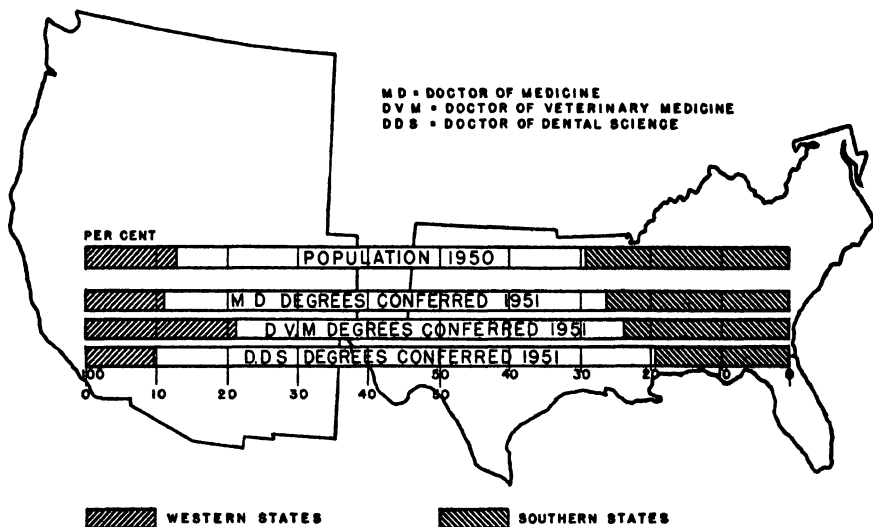 M D = DOCTOR OF MEDICINE
D V M = DOCTOR OF VETERINARY MEDICINE
DDS = DOCTOR OF DENTAL SCIENCE
PER CENT
POPULATION 1950
M D DEGREES CONFERRED 1951
D V M DEGREES CONFERRED 1951
D.D S DEGREES CONFERRED 1951
40 30 20 0
0 10 20 30 40 50
WESTERN STATES
SOUTHERN STATES